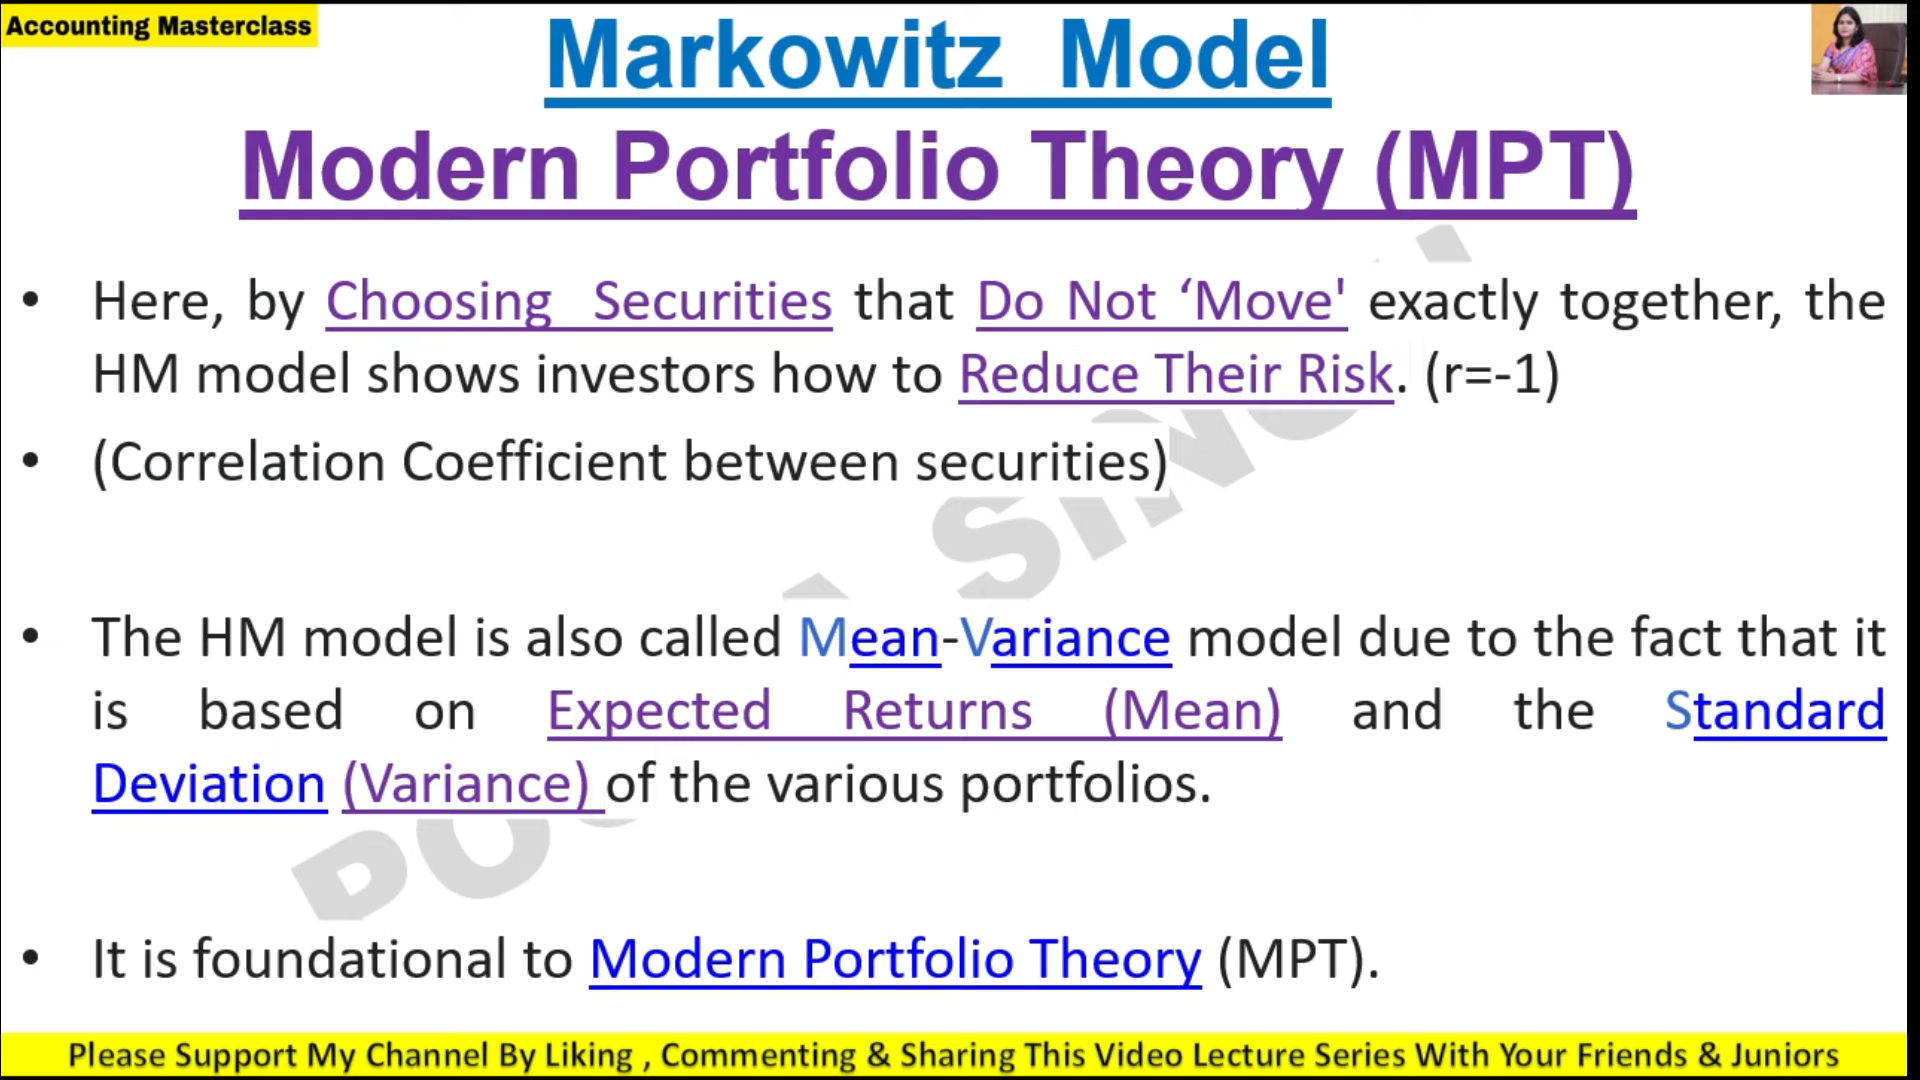 Accounting Masterclass
Markowitz Model
Modern Portfolio Theory (MPT)
• Here, by Choosing Securities that Do Not ‘Move' exactly together, the
HM model shows investors how to Reduce Their Risk. (r=-1)
• (Correlation Coefficient between securities)
• The HM model is also called Mean-Variance model due to the fact that it
is based on Expected Returns (Mean) and the Standard
Deviation (Variance) of the various portfolios.
• It is foundational to Modern Portfolio Theory (MPT).
Please Support My Channel By Liking , Commenting & Sharing This Video Lecture Series With Your Friends & Juniors